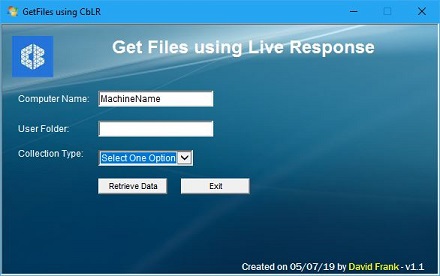 GetFiles using CbLR
Get Files using Live Response
Computer Name: MachineName
User Folder:
Collection Type: Select One Option
Retrieve Data Exit
Created on 05/07/19 by David Frank - v1.1